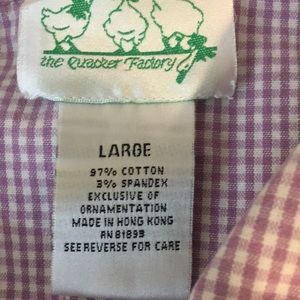 the Quacker Factory
LARGE
97% COTTON
3% SPANDEX
EXCLUSIVE OF
ORNAMENTATION
MADE IN HONG KONG
RN 81893
SEE REVERSE FOR CARE